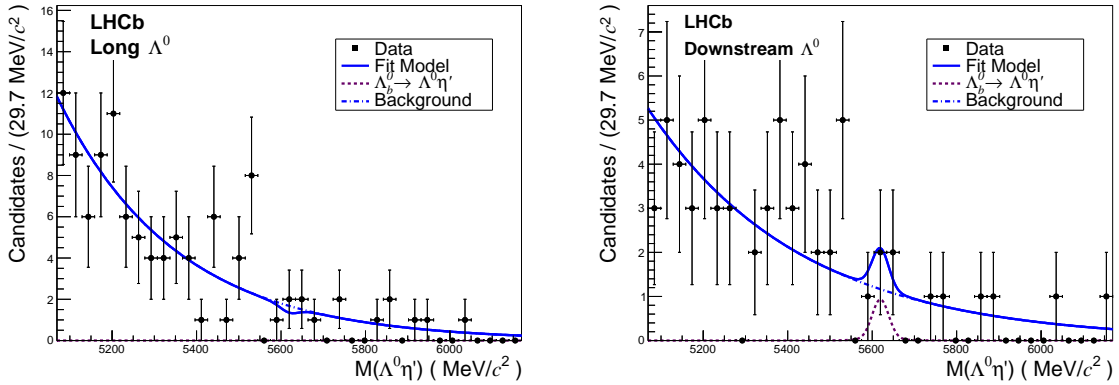 LHCb
Long Λ⁰
Data
Fit Model
Λ_b⁰→ Λ⁰η'
Background
Candidates / (29.7 MeV/c²)
0
2
4
6
8
10
12
14
16
5200 5400 5600 5800 6000
M(Λ⁰η') ( MeV/c² )
LHCb
Downstream Λ⁰
Data
Fit Model
Λ_b⁰→ Λ⁰η'
Background
Candidates / (29.7 MeV/c²)
0
1
2
3
4
5
6
7
5200 5400 5600 5800 6000
M(Λ⁰η') ( MeV/c² )